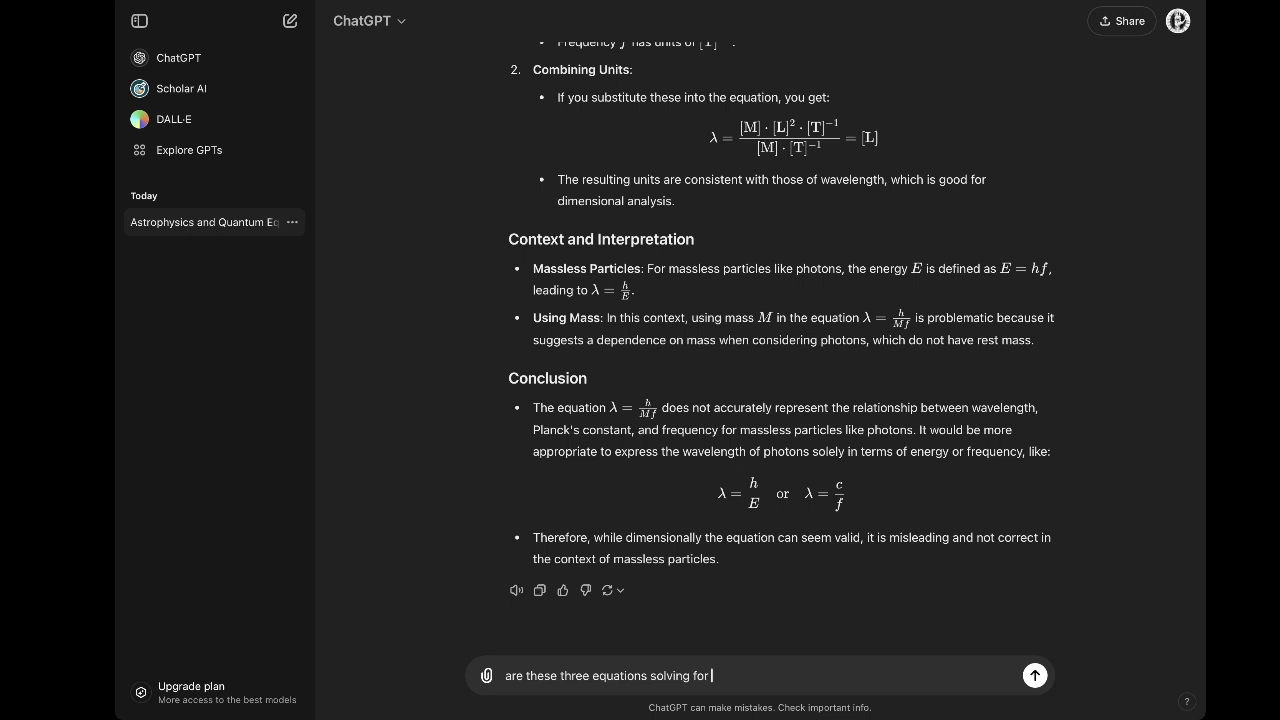 ChatGPT
Share
ChatGPT
Scholar AI
DALL·E
Explore GPTs
Today
Astrophysics and Quantum Eq
Frequency f has units of [T]
2. Combining Units:
• If you substitute these into the equation, you get:
λ = [M] · [L]² · [T]⁻¹ / [M] · [T]⁻¹ = [L]
• The resulting units are consistent with those of wavelength, which is good for
dimensional analysis.
Context and Interpretation
• Massless Particles: For massless particles like photons, the energy E is defined as E = hf,
leading to λ = h/E.
• Using Mass: In this context, using mass M in the equation λ = h/Mf is problematic because it
suggests a dependence on mass when considering photons, which do not have rest mass.
Conclusion
• The equation λ = h/Mf does not accurately represent the relationship between wavelength,
Planck's constant, and frequency for massless particles like photons. It would be more
appropriate to express the wavelength of photons solely in terms of energy or frequency, like:
λ = h/E or λ = c/f
• Therefore, while dimensionally the equation can seem valid, it is misleading and not correct in
the context of massless particles.
Upgrade plan
More access to the best models
are these three equations solving for
ChatGPT can make mistakes. Check important info.
?